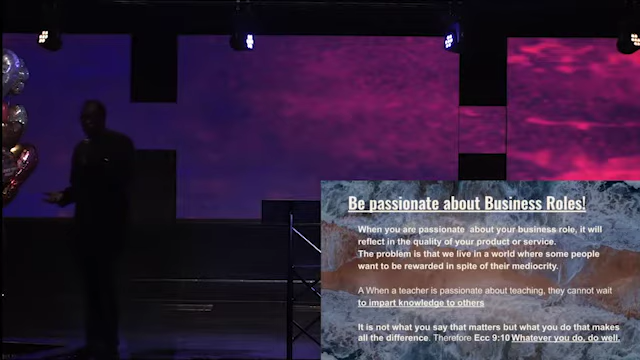 Be passionate about Business Roles!
When you are passionate about your business role, it will
reflect in the quality of your product or service.
The problem is that we live in a world where some people
want to be rewarded in spite of their mediocrity.
A When a teacher is passionate about teaching, they cannot wait
to impart knowledge to others
It is not what you say that matters but what you do that makes
all the difference. Therefore Ecc 9:10 Whatever you do, do well.